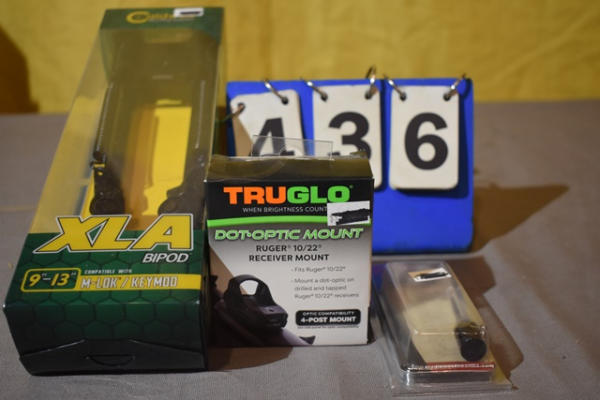 Caldwell
436
XLA
BIPOD
9"-13" COMPATIBLE WITH
M-LOK / KEYMOD
TRUGLO
WHEN BRIGHTNESS COUNT
DOT•OPTIC MOUNT
RUGER® 10/22®
RECEIVER MOUNT
- Fits Ruger® 10/22®
- Mount a dot-optic on
drilled and tapped
Ruger® 10/22® receivers
OPTIC COMPATIBILITY
4-POST MOUNT